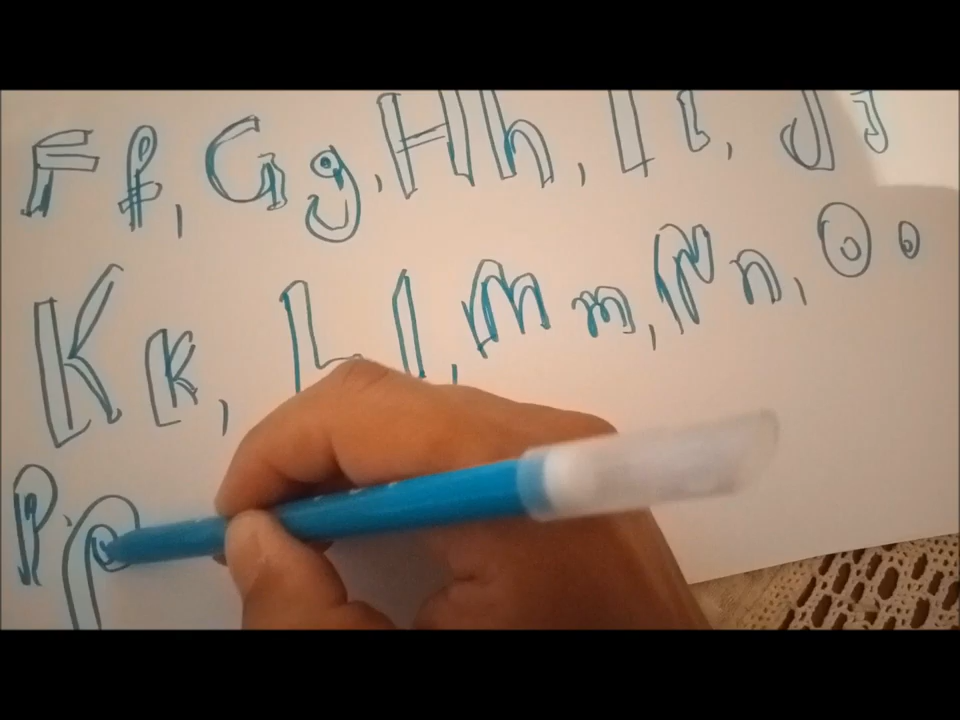 Ff, Gg, Hh, Ii, Jj
Kk, Ll, Mm, Nn, Oo
P, p